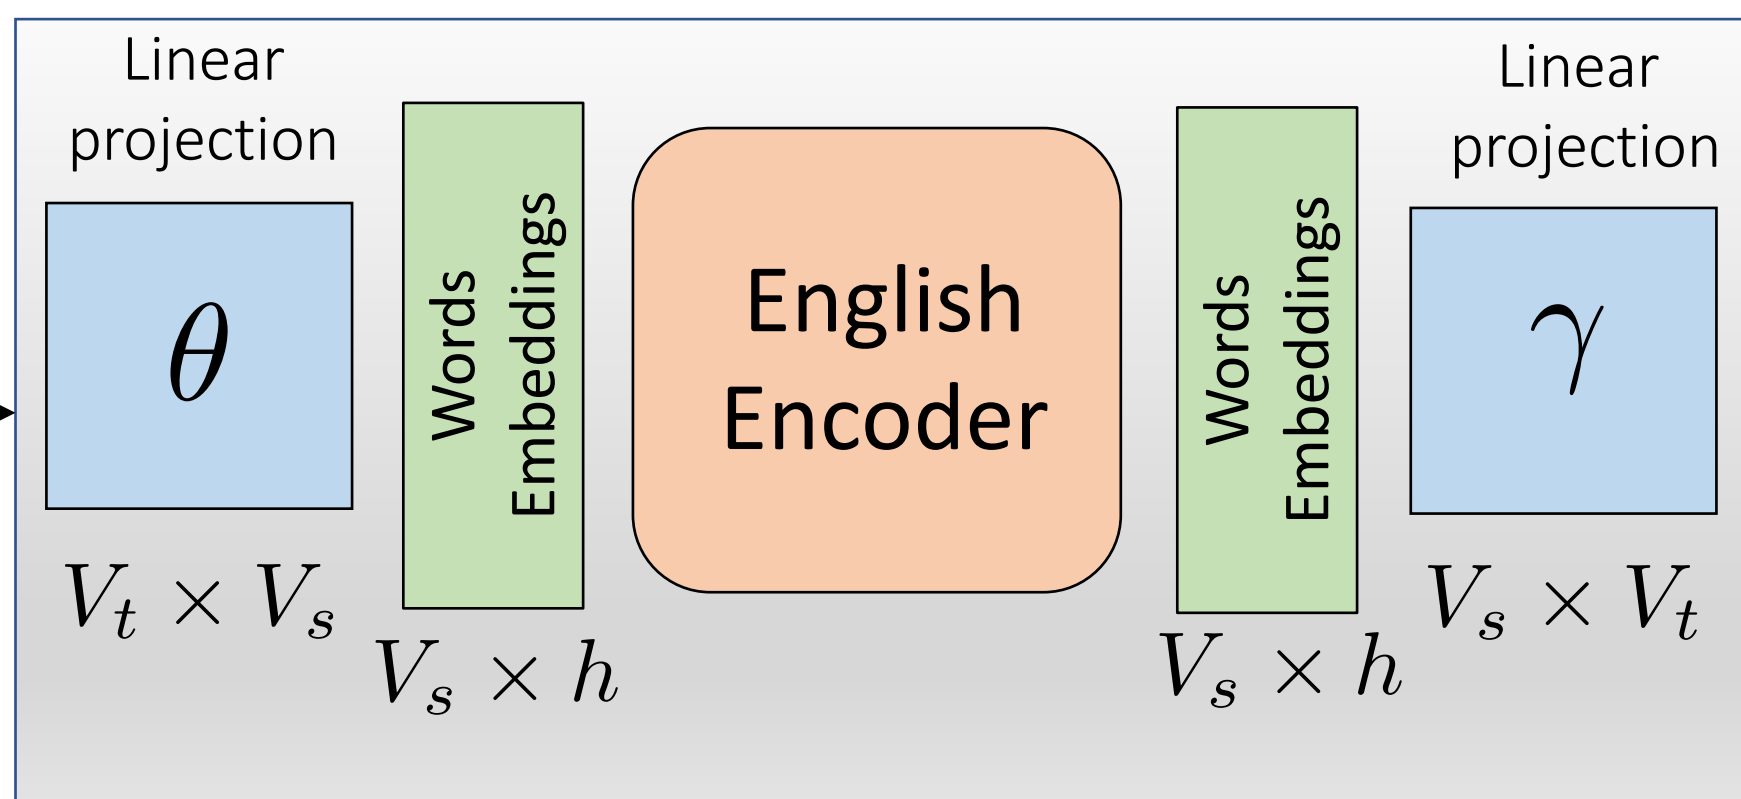 Linear
projection
θ
V_t × V_s
Words
Embeddings
V_s × h
English
Encoder
Words
Embeddings
V_s × h
Linear
projection
γ
V_s × V_t